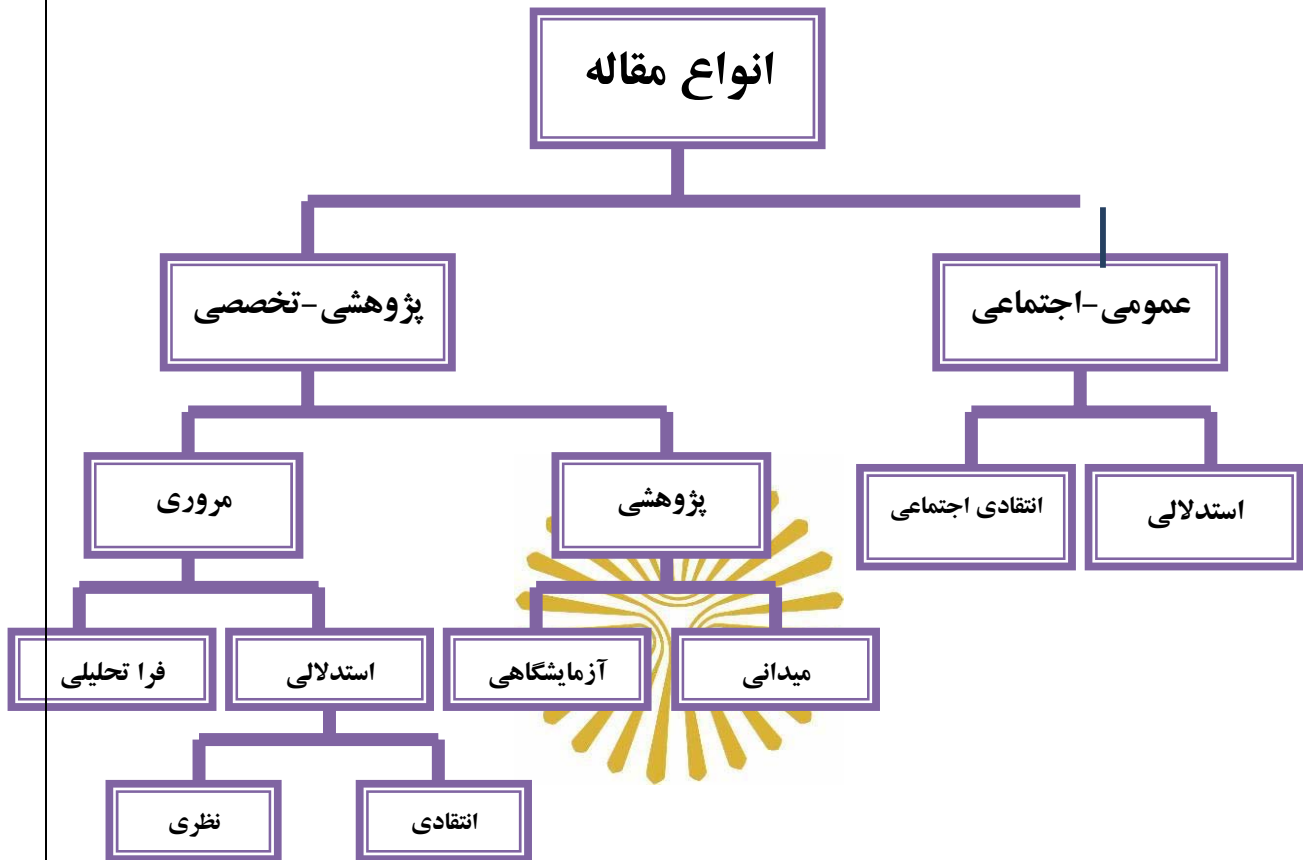 انواع مقاله
عمومی-اجتماعی
پژوهشی-تخصصی
استدلالی
انتقادی اجتماعی
پژوهشی
مروری
میدانی
آزمایشگاهی
استدلالی
فرا تحلیلی
انتقادی
نظری